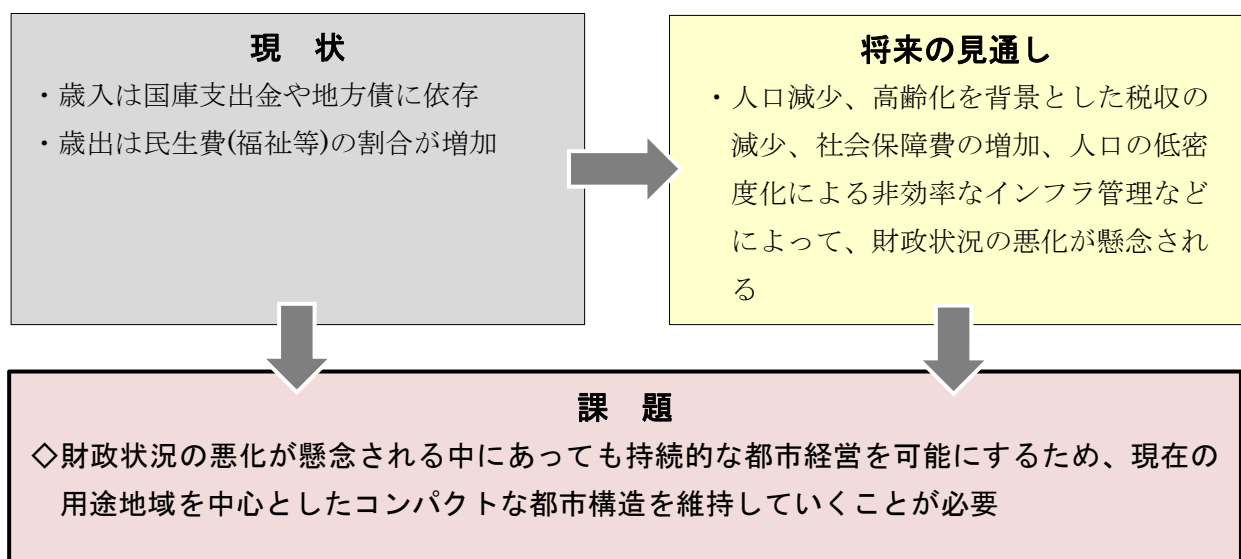 現　状
・歳入は国庫支出金や地方債に依存
・歳出は民生費(福祉等)の割合が増加
将来の見通し
・人口減少、高齢化を背景とした税収の
減少、社会保障費の増加、人口の低密
度化による非効率なインフラ管理など
によって、財政状況の悪化が懸念され
る
課　題
◇財政状況の悪化が懸念される中にあっても持続的な都市経営を可能にするため、現在の
用途地域を中心としたコンパクトな都市構造を維持していくことが必要